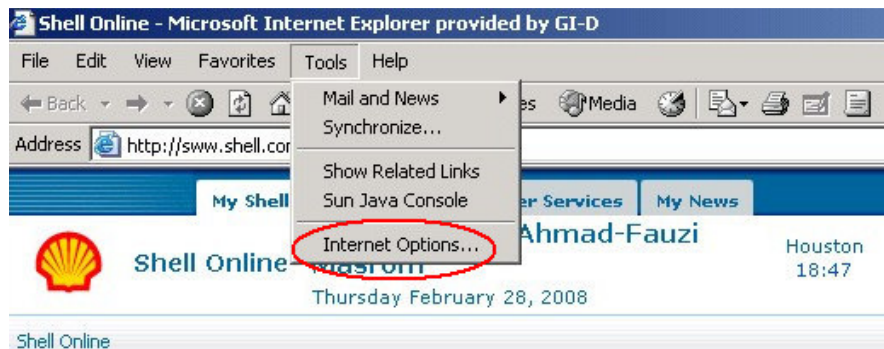 Shell Online - Microsoft Internet Explorer provided by GI-D
File Edit View Favorites Tools Help
Back Mail and News es Media
Synchronize...
Address http://sww.shell.cor
Show Related Links
My Shell Sun Java Console er Services My News
Internet Options... Ahmad-Fauzi
Houston
Shell Online- Masrom
18:47
Thursday February 28, 2008
Shell Online